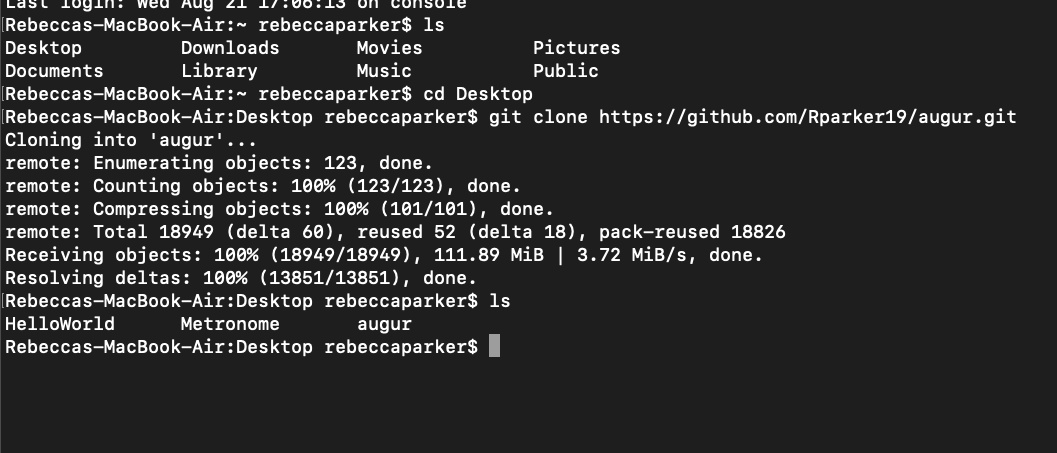 Last login: Wed Aug 21 17:06:13 on console
[Rebeccas-MacBook-Air:~ rebeccaparker$ ls
Desktop Downloads Movies Pictures
Documents Library Music Public
[Rebeccas-MacBook-Air:~ rebeccaparker$ cd Desktop
[Rebeccas-MacBook-Air:Desktop rebeccaparker$ git clone https://github.com/Rparker19/augur.git
Cloning into 'augur'...
remote: Enumerating objects: 123, done.
remote: Counting objects: 100% (123/123), done.
remote: Compressing objects: 100% (101/101), done.
remote: Total 18949 (delta 60), reused 52 (delta 18), pack-reused 18826
Receiving objects: 100% (18949/18949), 111.89 MiB | 3.72 MiB/s, done.
Resolving deltas: 100% (13851/13851), done.
[Rebeccas-MacBook-Air:Desktop rebeccaparker$ ls
HelloWorld Metronome augur
Rebeccas-MacBook-Air:Desktop rebeccaparker$